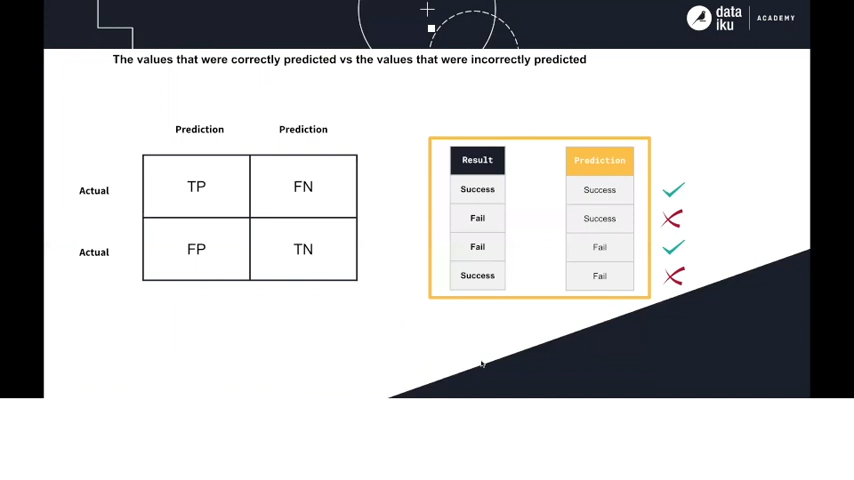 data
iku
ACADEMY
The values that were correctly predicted vs the values that were incorrectly predicted
Prediction Prediction
Actual TP FN
Actual FP TN
Result Prediction
Success Success
Fail Success
Fail Fail
Success Fail